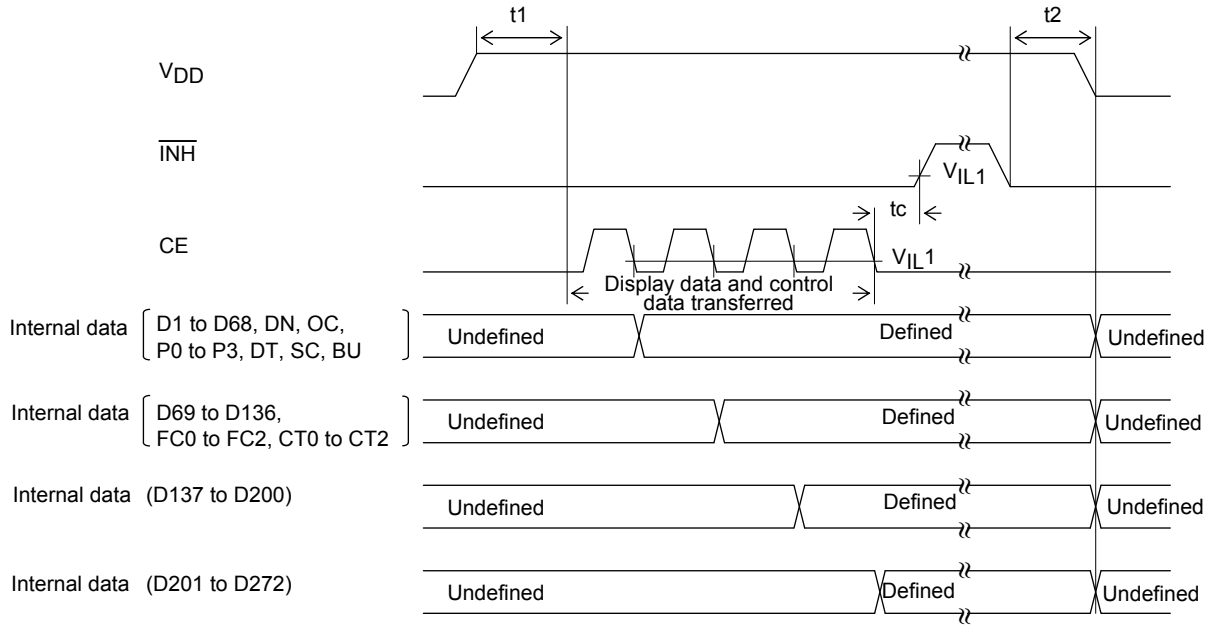 t1
t2
VDD
INH
VIL1
tc
CE
VIL1
Display data and control
data transferred
Internal data
D1 to D68, DN, OC,
P0 to P3, DT, SC, BU
Undefined
Defined
Undefined
Internal data
D69 to D136,
FC0 to FC2, CT0 to CT2
Undefined
Defined
Undefined
Internal data (D137 to D200)
Undefined
Defined
Undefined
Internal data (D201 to D272)
Undefined
Defined
Undefined